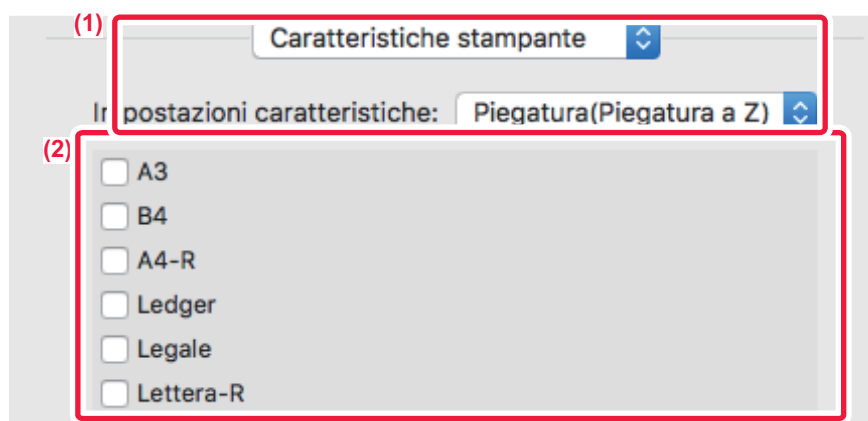 (1)
Caratteristiche stampante
Impostazioni caratteristiche: Piegatura(Piegatura a Z)
(2)
A3
B4
A4-R
Ledger
Legale
Lettera-R